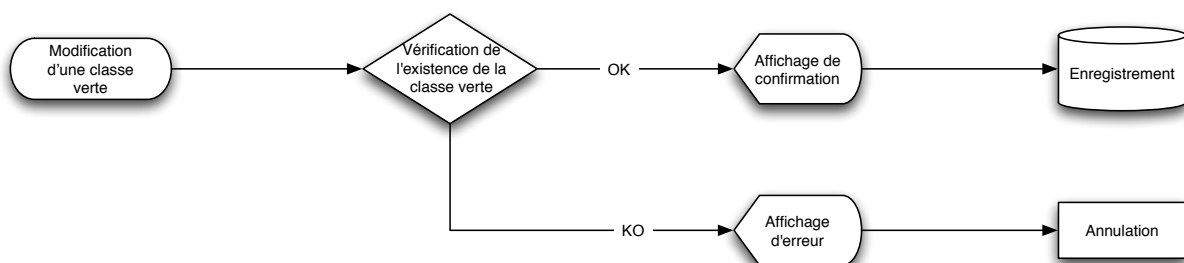 Modification
d'une classe
verte
Vérification de
l'existence de la
classe verte
OK
Affichage de
confirmation
Enregistrement
KO
Affichage
d'erreur
Annulation